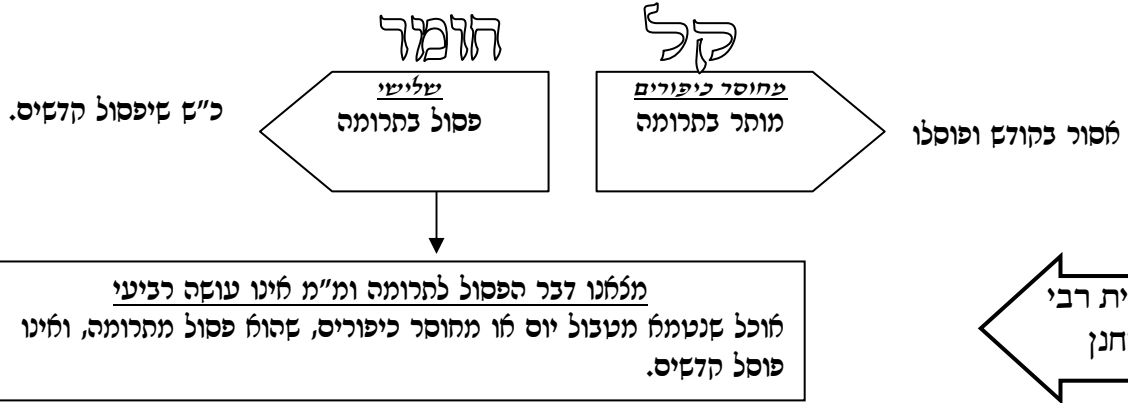 קל
חומר
מחוסר כיפורים
מותר בתרומה
אסור בקודש ופוסלו
שלישי
פסול בתרומה
כ"ש שיפסול קדשים.
מצאנו דבר הפסול לתרומה ומ"מ אינו עושה רביעי
אוכל שנטמא מטבול יום או מחוסר כיפורים, שהוא פסול מתרומה, ואינו
פוסל קדשים.
ית רבי
חנן